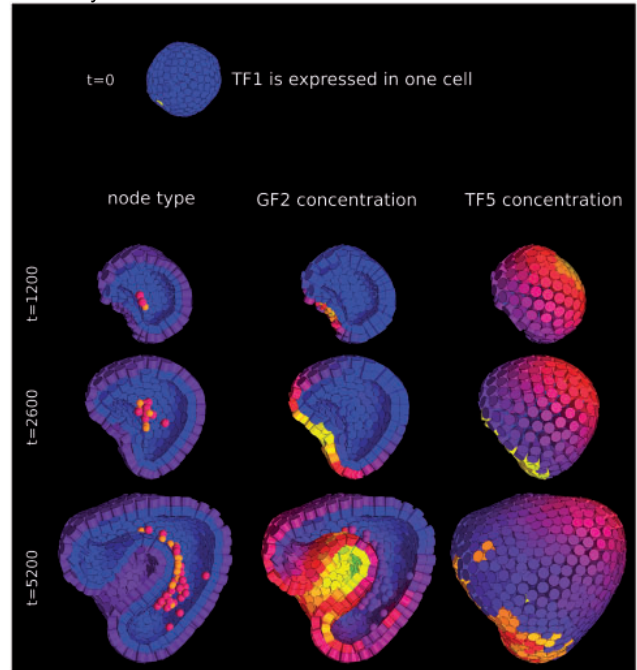 t=0
TF1 is expressed in one cell
node type
GF2 concentration
TF5 concentration
t=1200
t=2600
t=5200